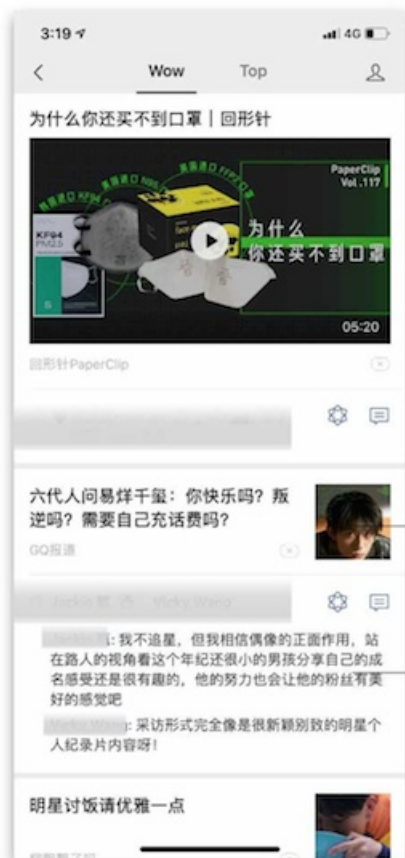 3:19
4G
Wow
Top
为什么你还买不到口罩 | 回形针
PaperClip
Vol.117
KF94
PM2.5
为什么
你还买不到口罩
05:20
回形针PaperClip
六代人问易烊千玺：你快乐吗？叛
逆吗？需要自己充话费吗？
GQ报道
Vicky Wang
: 我不追星，但我相信偶像的正面作用，站
在路人的视角看这个年纪还很小的男孩分享自己的成
名感受还是很有趣的，他的努力也会让他的粉丝有美
好的感觉吧
: 采访形式完全像是很新颖别致的明星个
人纪录片内容呀！
明星讨饭请优雅一点